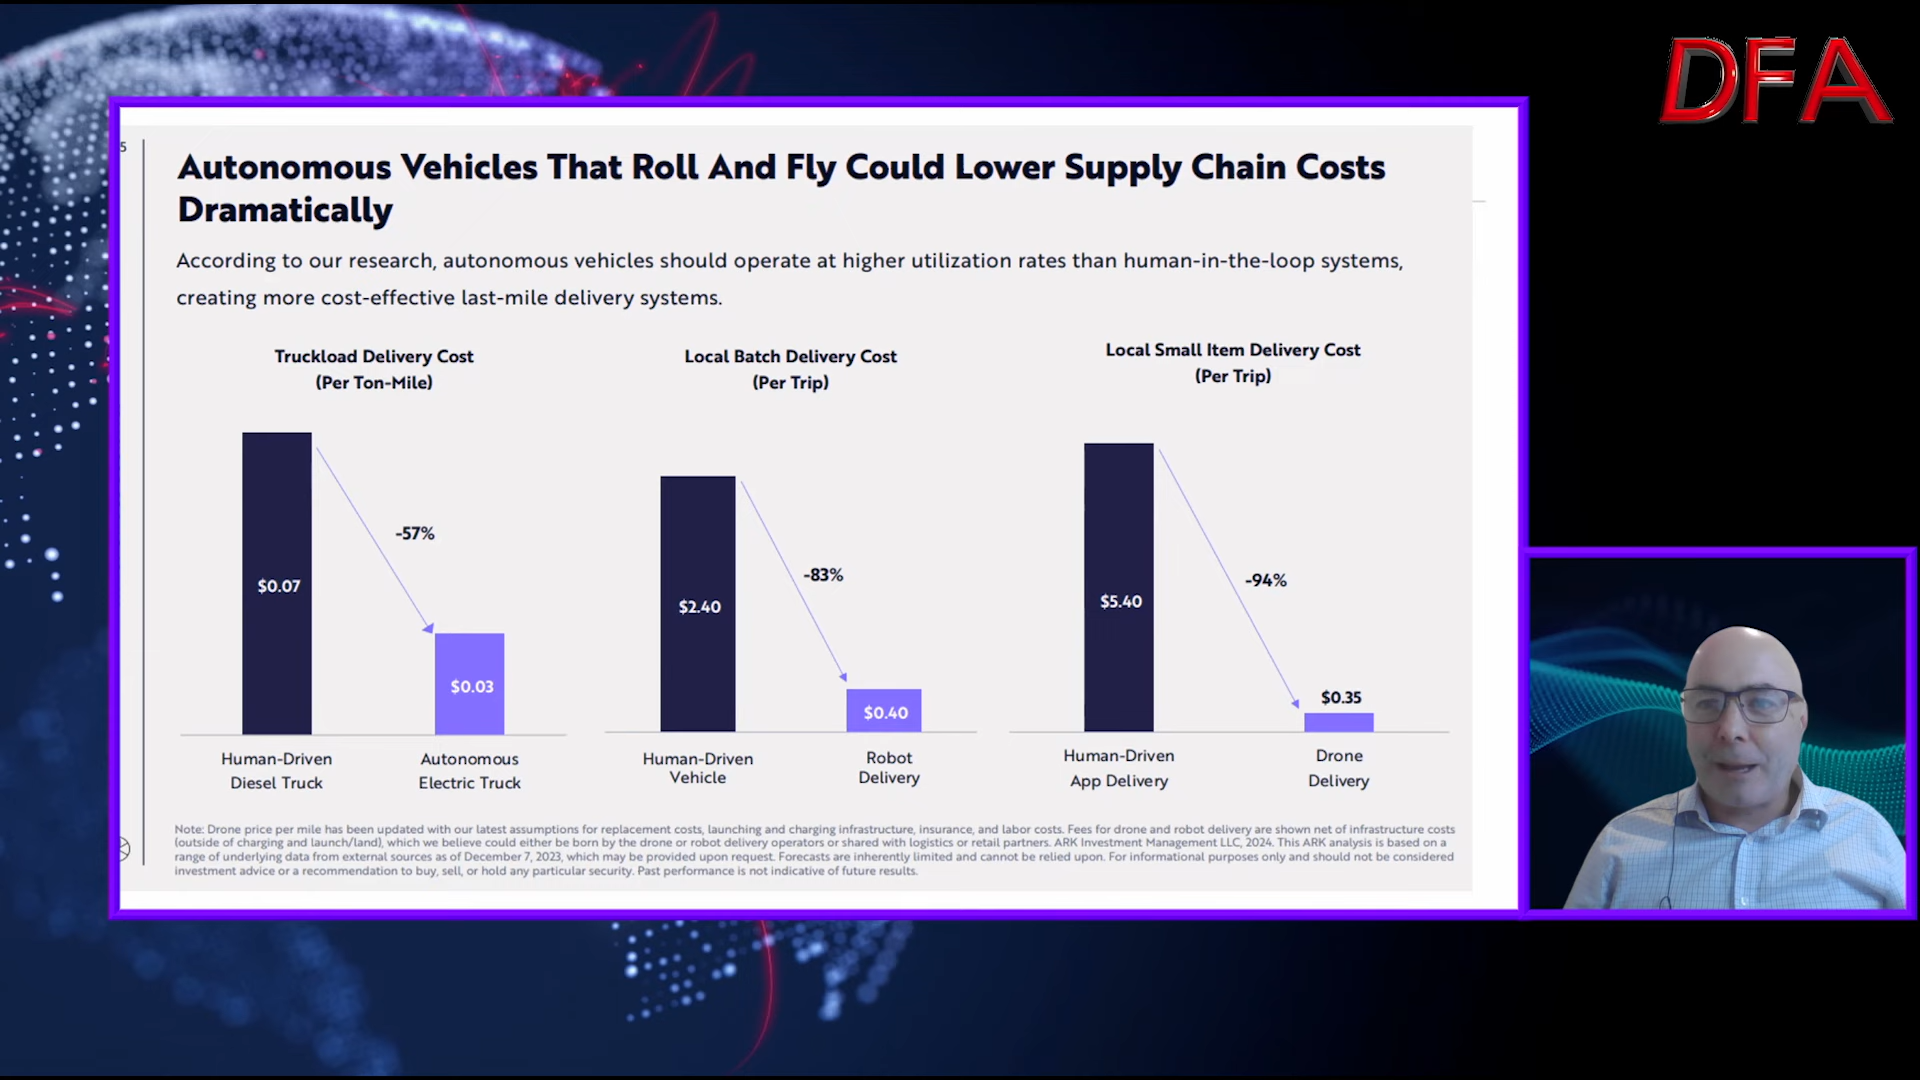 DFA
5
Autonomous Vehicles That Roll And Fly Could Lower Supply Chain Costs
Dramatically
According to our research, autonomous vehicles should operate at higher utilization rates than human-in-the-loop systems,
creating more cost-effective last-mile delivery systems.
Truckload Delivery Cost
(Per Ton-Mile)
-57%
$0.07
$0.03
Human-Driven
Diesel Truck
Autonomous
Electric Truck
Local Batch Delivery Cost
(Per Trip)
-83%
$2.40
$0.40
Human-Driven
Vehicle
Robot
Delivery
Local Small Item Delivery Cost
(Per Trip)
-94%
$5.40
$0.35
Human-Driven
App Delivery
Drone
Delivery
Note: Drone price per mile has been updated with our latest assumptions for replacement costs, launching and charging infrastructure, insurance, and labor costs. Fees for drone and robot delivery are shown net of infrastructure costs
(outside of charging and launch/land), which we believe could either be born by the drone or robot delivery operators or shared with logistics or retail partners. ARK Investment Management LLC, 2024. This ARK analysis is based on a
range of underlying data from external sources as of December 7, 2023, which may be provided upon request. Forecasts are inherently limited and cannot be relied upon. For informational purposes only and should not be considered
investment advice or a recommendation to buy, sell, or hold any particular security. Past performance is not indicative of future results.